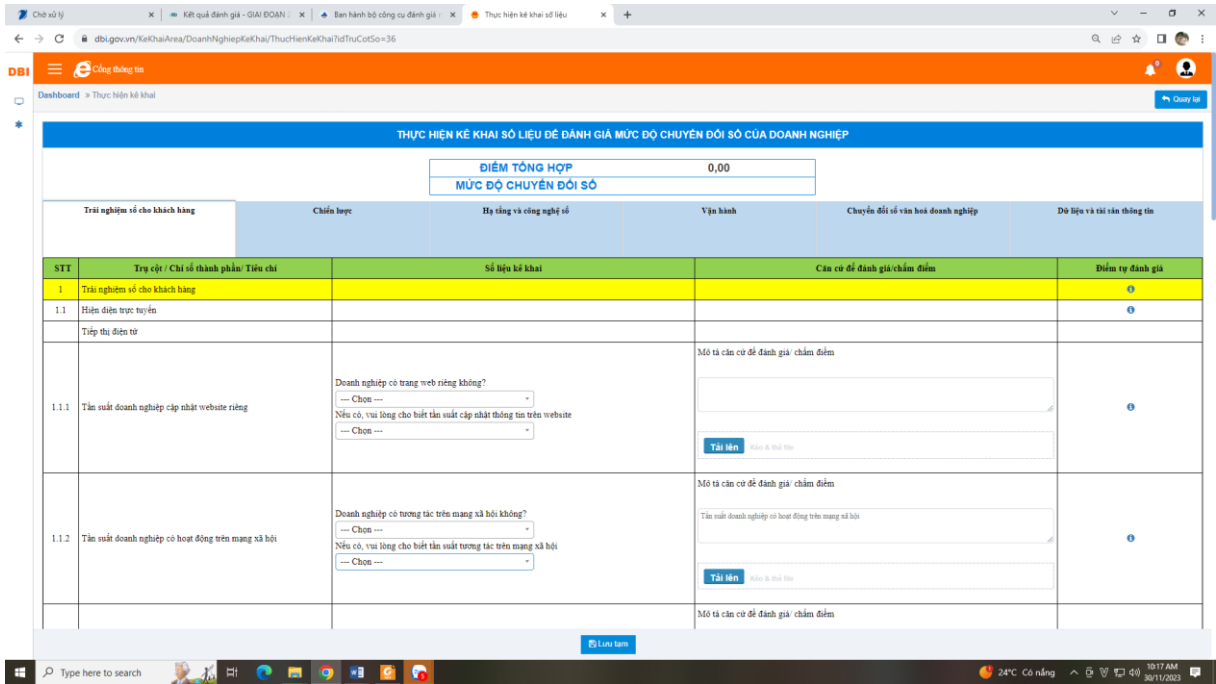 Chờ xử lý
Kết quả đánh giá - GIAI ĐOẠN 2
Ban hành bộ công cụ đánh giá
Thực hiện kê khai số liệu
dbi.gov.vn/KeKhaiArea/DoanhNghiepKeKhai/ThucHienKeKhai?idTruCotSo=36
DBI
Cổng thông tin
0
Dashboard » Thực hiện kê khai
Quay lại
THỰC HIỆN KÊ KHAI SỐ LIỆU ĐỂ ĐÁNH GIÁ MỨC ĐỘ CHUYỂN ĐỔI SỐ CỦA DOANH NGHIỆP
ĐIỂM TỔNG HỢP 0,00
MỨC ĐỘ CHUYỂN ĐỔI SỐ
Trải nghiệm số cho khách hàng Chiến lược Hạ tầng và công nghệ số Vận hành Chuyển đổi số văn hoá doanh nghiệp Dữ liệu và tài sản thông tin
STT Trụ cột / Chỉ số thành phần/ Tiêu chí Số liệu kê khai Căn cứ để đánh giá/chấm điểm Điểm tự đánh giá
1 Trải nghiệm số cho khách hàng
1.1 Hiện diện trực tuyến
Tiếp thị điện tử
Mô tả căn cứ để đánh giá/ chấm điểm
Doanh nghiệp có trang web riêng không?
--- Chọn ---
1.1.1 Tần suất doanh nghiệp cập nhật website riêng
Nếu có, vui lòng cho biết tần suất cập nhật thông tin trên website
--- Chọn ---
Tải lên Kéo & thả file
Mô tả căn cứ để đánh giá/ chấm điểm
Doanh nghiệp có tương tác trên mạng xã hội không?
Tần suất doanh nghiệp có hoạt động trên mạng xã hội
--- Chọn ---
1.1.2 Tần suất doanh nghiệp có hoạt động trên mạng xã hội
Nếu có, vui lòng cho biết tần suất tương tác trên mạng xã hội
--- Chọn ---
Tải lên Kéo & thả file
Mô tả căn cứ để đánh giá/ chấm điểm
Lưu tạm
Type here to search
24°C Có nắng
10:17 AM
30/11/2023